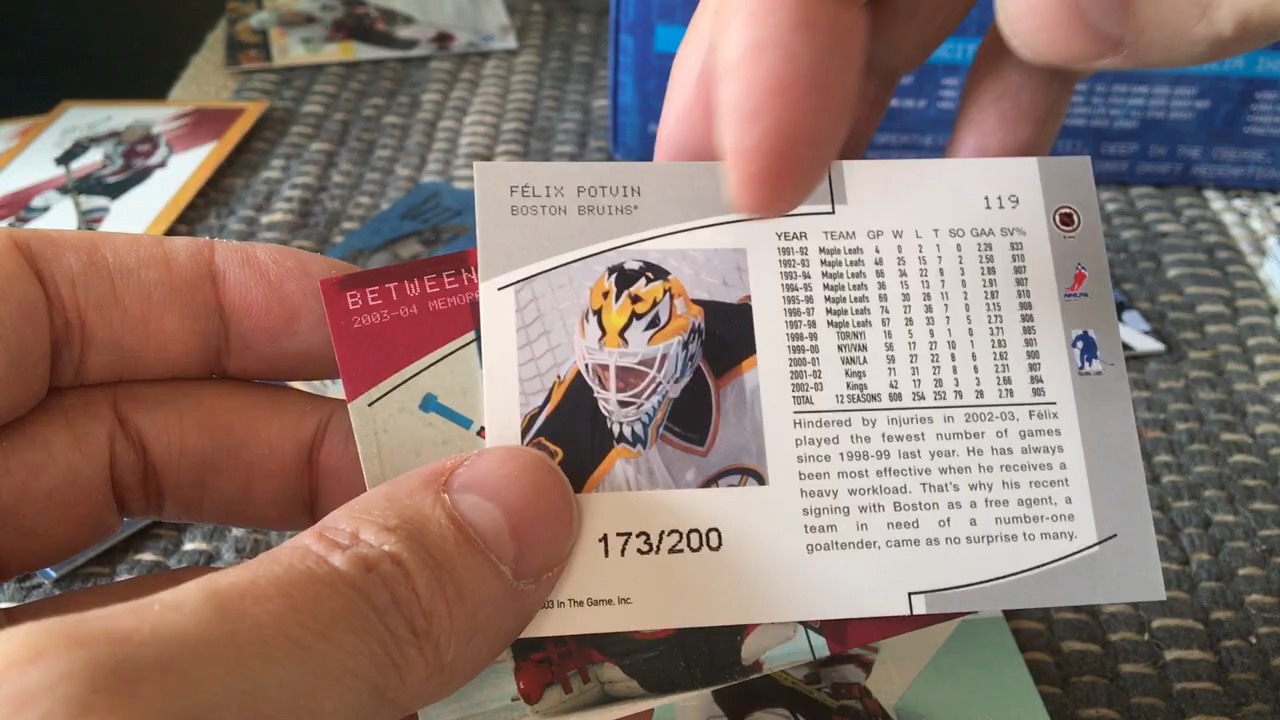 FÉLIX POTVIN
BOSTON BRUINS*
119
YEAR TEAM GP W L T SO GAA SV%
1991-92 Maple Leafs 4 0 2 1 0 2.29 .933
1992-93 Maple Leafs 48 25 15 7 2 2.50 .910
1993-94 Maple Leafs 66 34 22 9 3 2.89 .907
1994-95 Maple Leafs 36 15 13 7 0 2.91 .907
1995-96 Maple Leafs 69 30 26 11 2 2.87 .910
1996-97 Maple Leafs 74 27 36 7 0 3.15 .908
1997-98 Maple Leafs 67 26 33 7 5 2.73 .906
1998-99 TOR/NYI 16 5 9 1 0 3.71 .885
1999-00 NYI/VAN 56 17 27 10 1 2.83 .901
2000-01 VAN/LA 59 27 22 8 6 2.62 .900
2001-02 Kings 71 31 27 8 6 2.31 .907
2002-03 Kings 42 17 20 3 3 2.66 .894
TOTAL 12 SEASONS 608 254 252 79 28 2.78 .905
Hindered by injuries in 2002-03, Félix
played the fewest number of games
since 1998-99 last year. He has always
been most effective when he receives a
heavy workload. That's why his recent
signing with Boston as a free agent, a
team in need of a number-one
goaltender, came as no surprise to many.
173/200
03 In The Game, Inc.
BETWEEN
2003-04 MEMOR
NHLPA
DEEP IN THE
DRAFT REDEMPTION